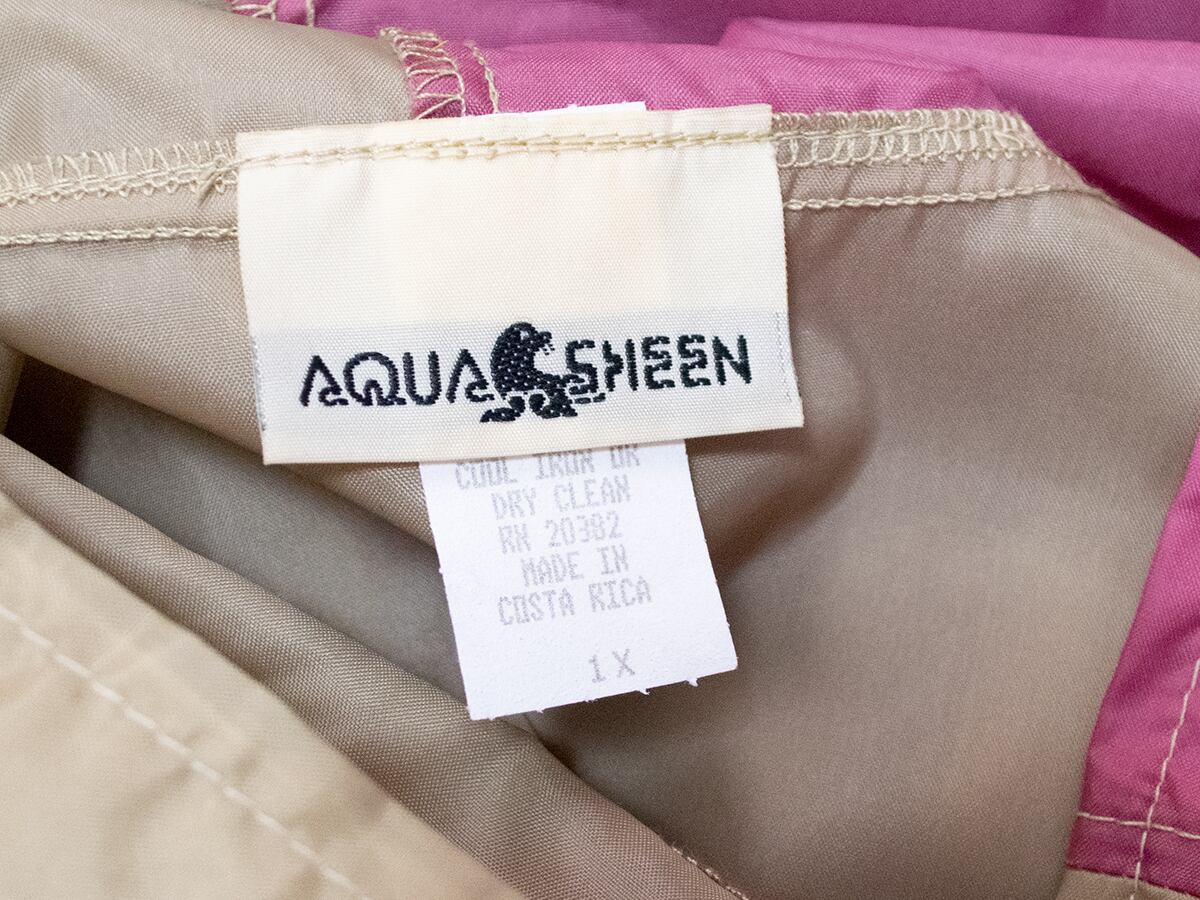 AQUA SHEEN
COOL IRON OR
DRY CLEAN
RN 20382
MADE IN
COSTA RICA
1X